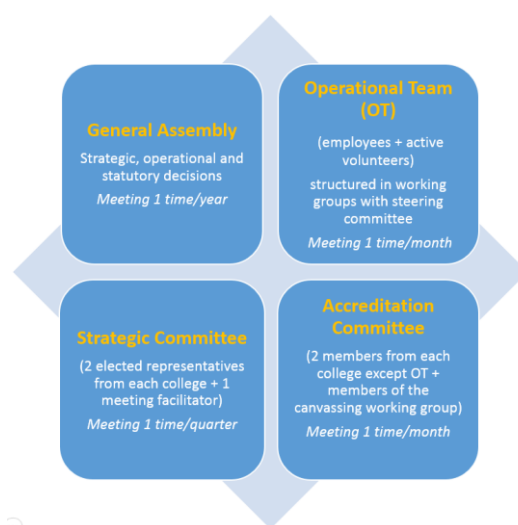 General Assembly
Strategic, operational and
statutory decisions
Meeting 1 time/year
Operational Team
(OT)
(employees + active
volunteers)
structured in working
groups with steering
committee
Meeting 1 time/month
Strategic Committee
(2 elected representatives
from each college + 1
meeting facilitator)
Meeting 1 time/quarter
Accreditation
Committee
(2 members from each
college except OT +
members of the
canvassing working group)
Meeting 1 time/month